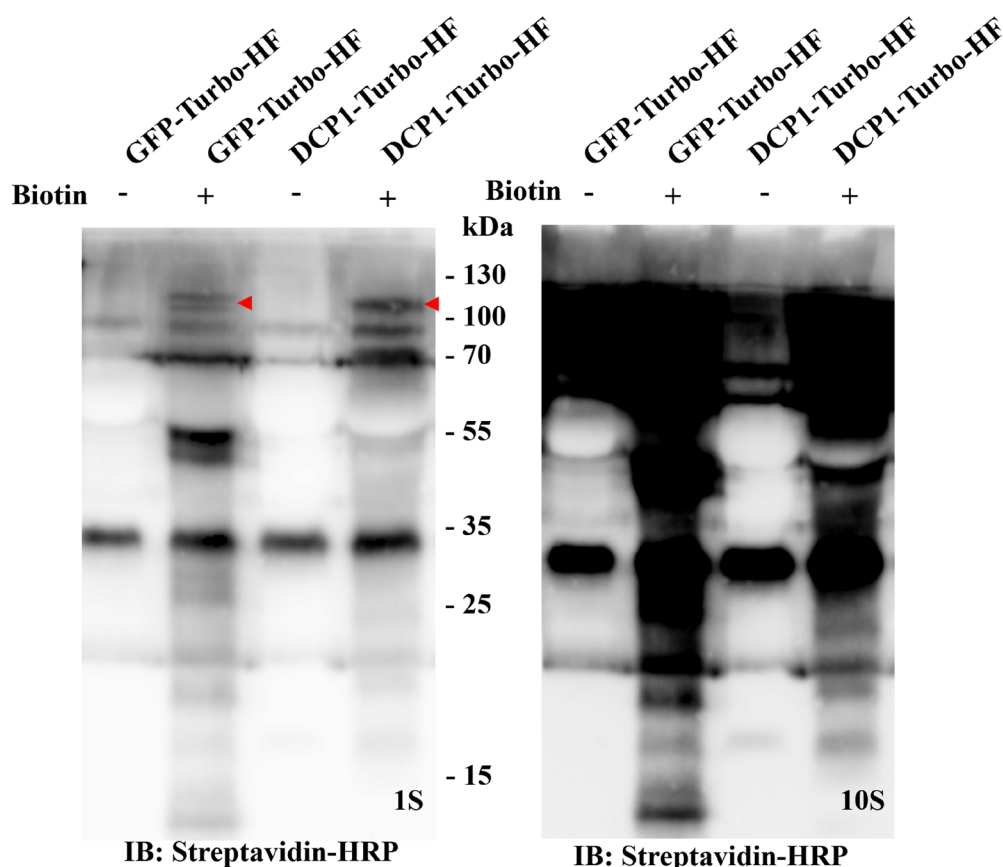 GFP-Turbo-HF
GFP-Turbo-HF
DCP1-Turbo-HF
DCP1-Turbo-HF
GFP-Turbo-HF
GFP-Turbo-HF
DCP1-Turbo-HF
DCP1-Turbo-HF
Biotin - + - +
Biotin - + - +
kDa
- 130
- 100
- 70
- 55
- 35
- 25
- 15
1S
10S
IB: Streptavidin-HRP
IB: Streptavidin-HRP